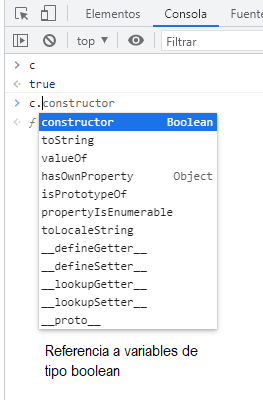 Elementos Consola Fuente
top ▾ Filtrar
> c
< true
> c.constructor
< f
constructor Boolean
toString
valueOf
hasOwnProperty Object
isPrototypeOf
propertyIsEnumerable
toLocaleString
__defineGetter__
__defineSetter__
__lookupGetter__
__lookupSetter__
__proto__
Referencia a variables de
tipo boolean